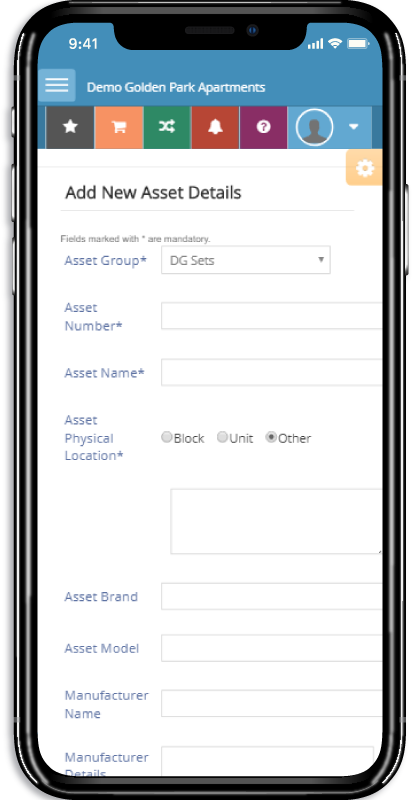 9:41
Demo Golden Park Apartments
Add New Asset Details
Fields marked with * are mandatory.
Asset Group*
DG Sets
Asset
Number*
Asset Name*
Asset
Physical
Location*
Block Unit Other
Asset Brand
Asset Model
Manufacturer
Name
Manufacturer
Details